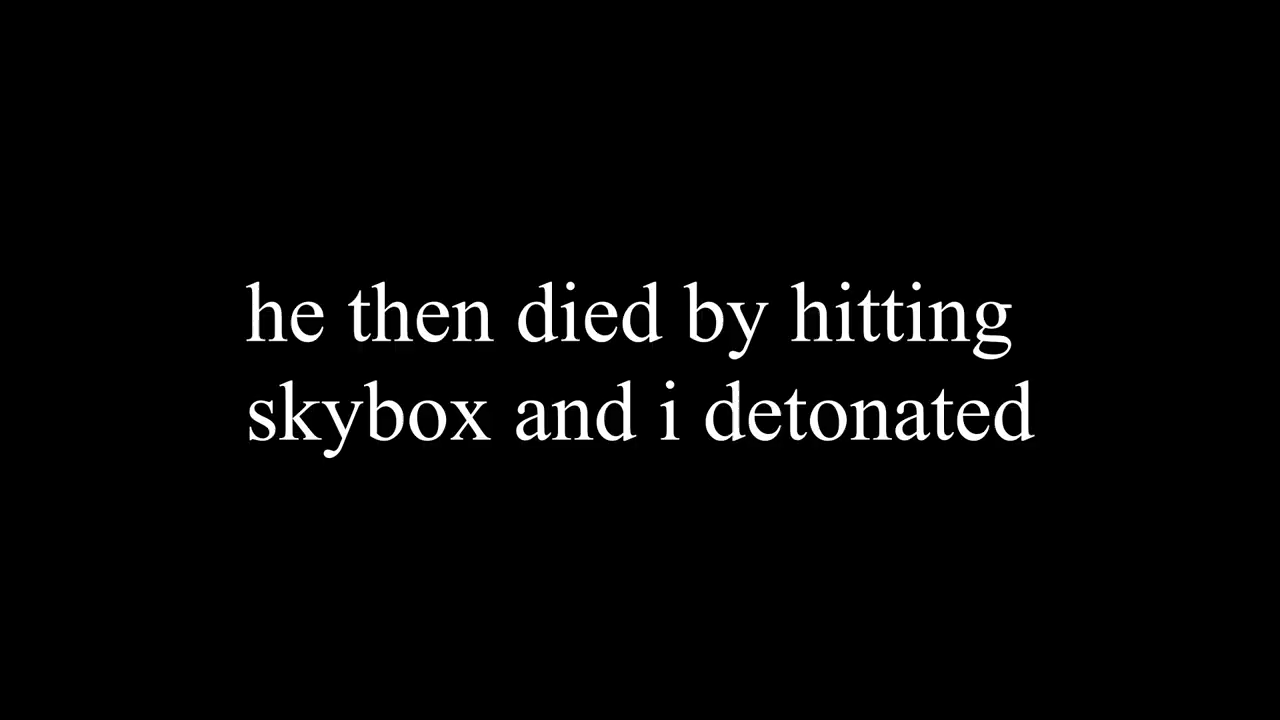 he then died by hitting
skybox and i detonated